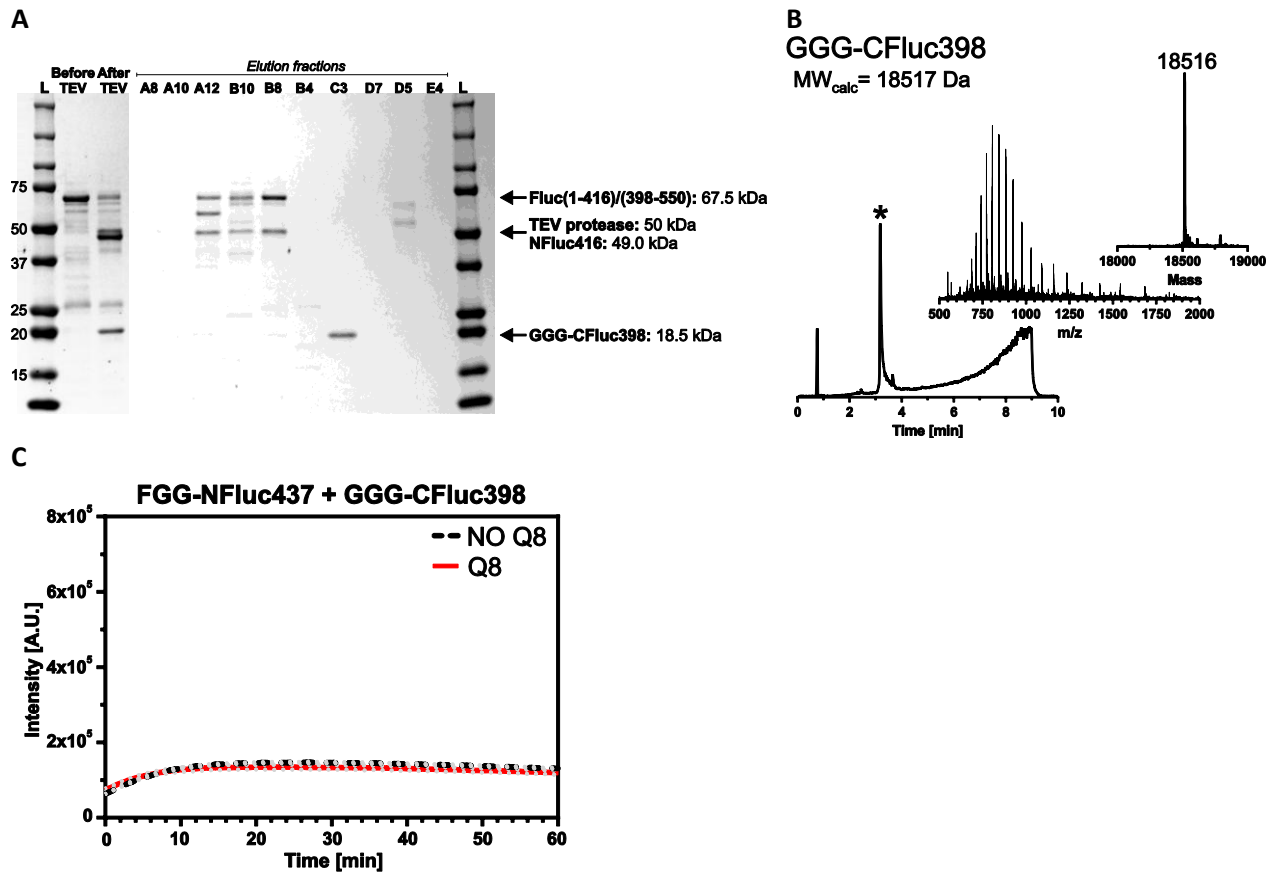 A
Elution fractions
Before After
L TEV TEV A8 A10 A12 B10 B8 B4 C3 D7 D5 E4 L
75
50
37
25
20
15
Fluc(1-416)/(398-550): 67.5 kDa
TEV protease: 50 kDa
NFluc416: 49.0 kDa
GGG-CFluc398: 18.5 kDa
B
GGG-CFluc398
MWcalc= 18517 Da
18516
18000 18500 19000
Mass
*
500 750 1000 1250 1500 1750 2000
m/z
0 2 4 6 8 10
Time [min]
C
FGG-NFluc437 + GGG-CFluc398
NO Q8
Q8
8x10⁵
6x10⁵
4x10⁵
2x10⁵
0
Intensity [A.U.]
0 10 20 30 40 50 60
Time [min]